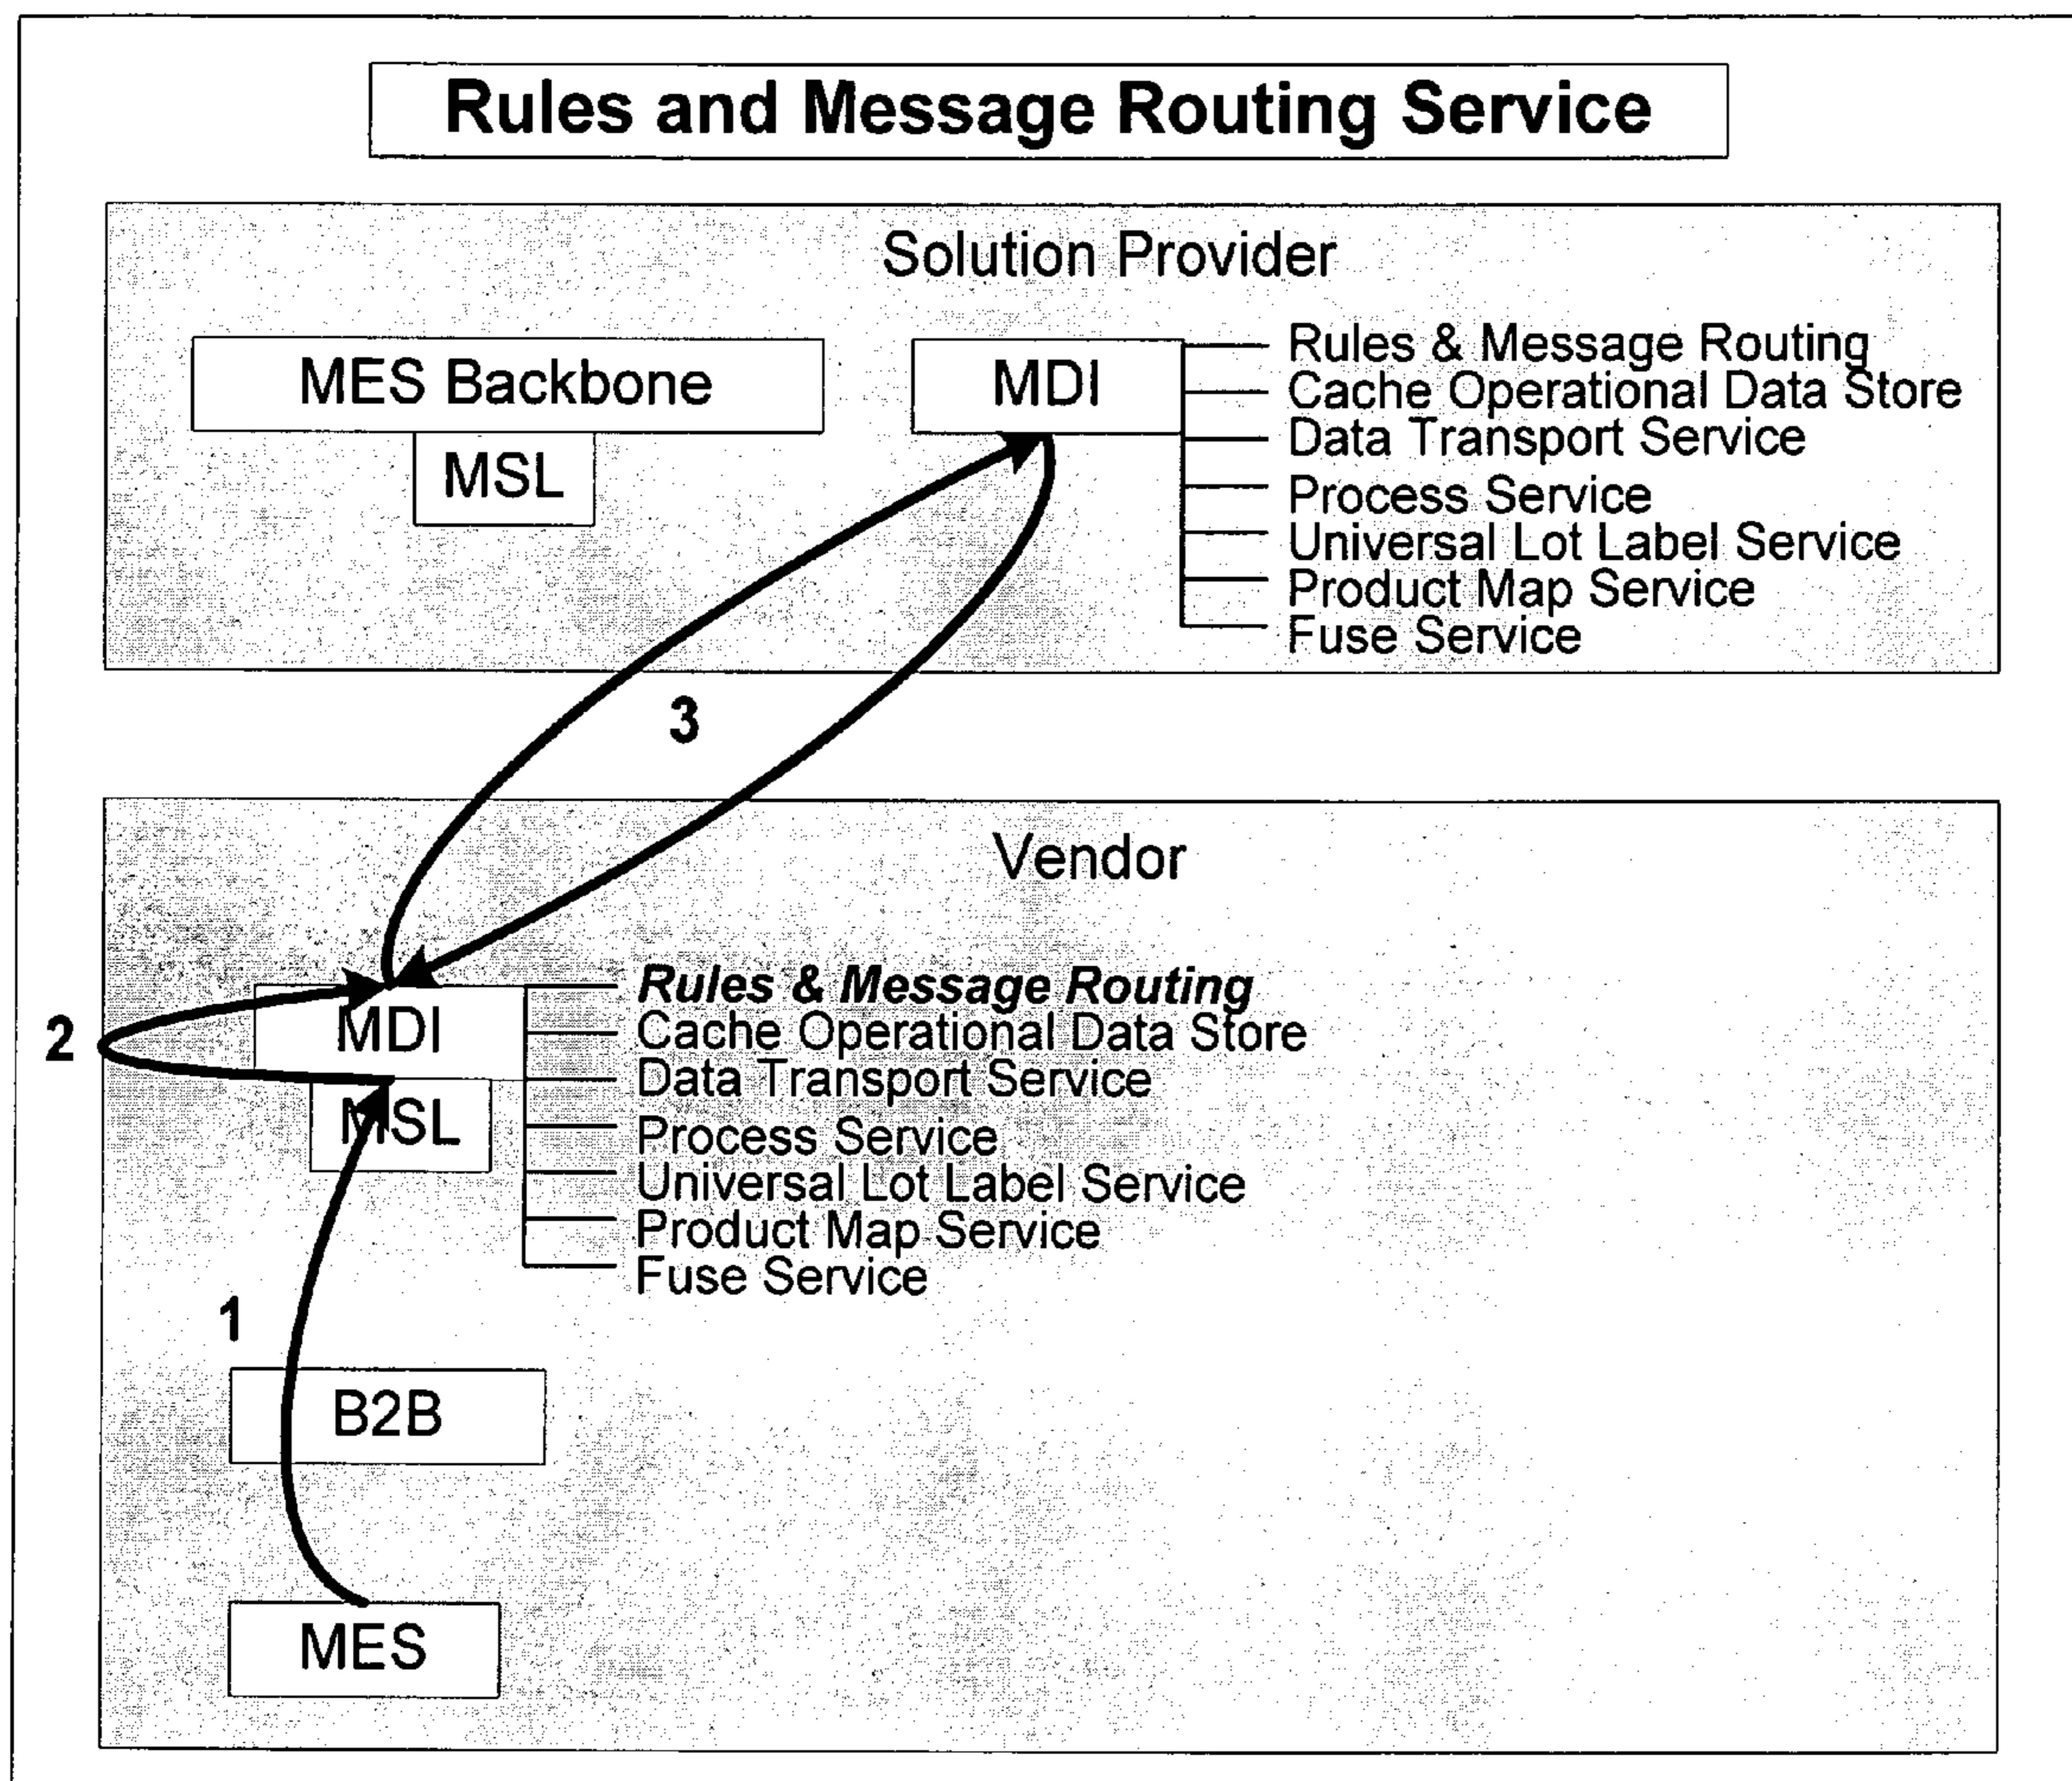 Rules and Message Routing Service
Solution Provider
MES Backbone
MSL
MDI
Rules & Message Routing
Cache Operational Data Store
Data Transport Service
Process Service
Universal Lot Label Service
Product Map Service
Fuse Service
3
Vendor
2
MDI
MSL
Rules & Message Routing
Cache Operational Data Store
Data Transport Service
Process Service
Universal Lot Label Service
Product Map Service
Fuse Service
1
B2B
MES